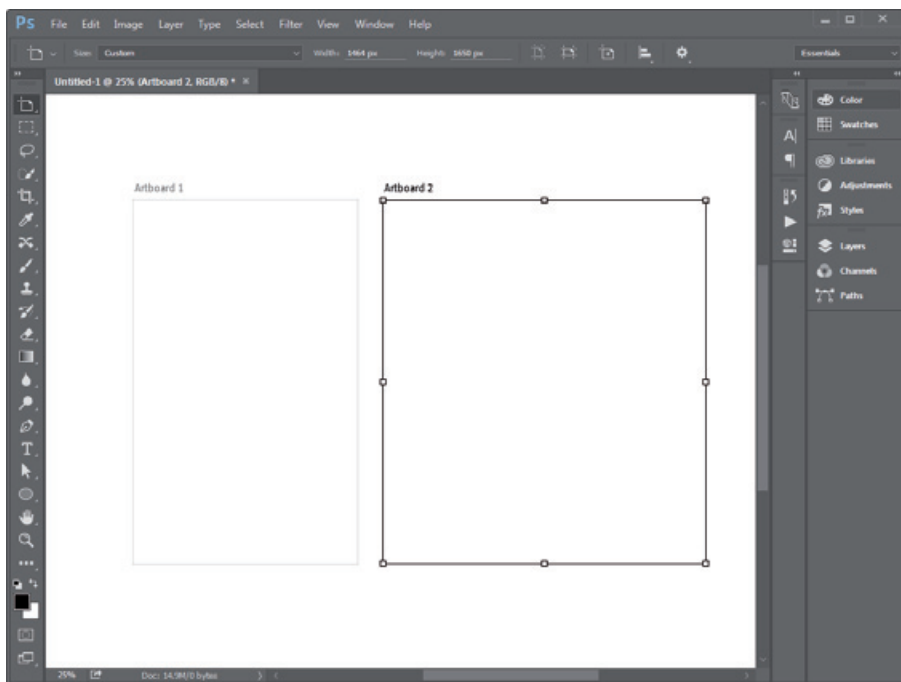 Ps File Edit Image Layer Type Select Filter View Window Help
Size: Custom Width: 1464 px Height: 1650 px Essentials
Untitled-1 @ 25% (Artboard 2, RGB/8) * ×
Color
Swatches
Libraries
Adjustments
Styles
Layers
Channels
Paths
Artboard 1 Artboard 2
25% Doc: 14.9M/0 bytes